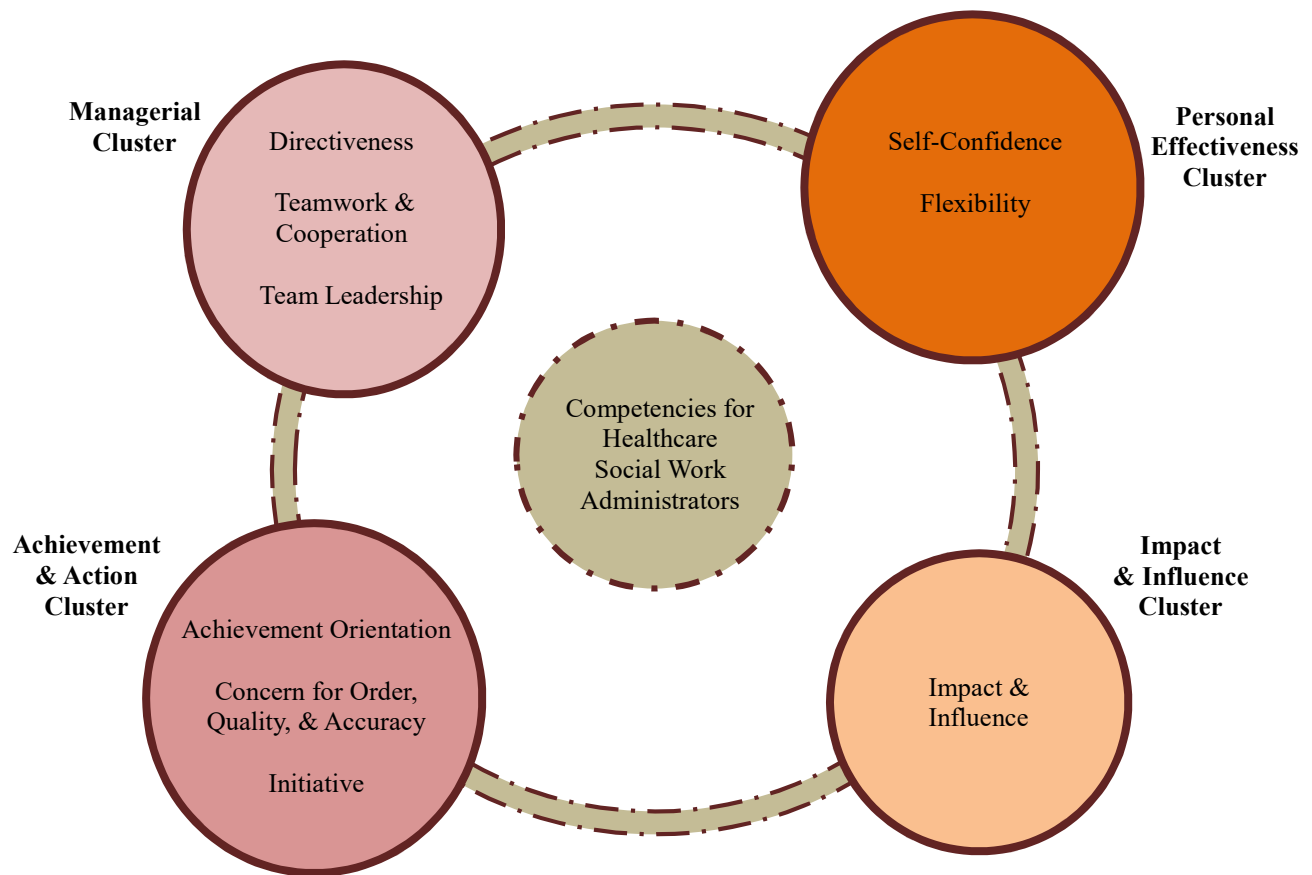 Managerial
Cluster
Directiveness
Teamwork &
Cooperation
Team Leadership
Personal
Effectiveness
Cluster
Self-Confidence
Flexibility
Competencies for
Healthcare
Social Work
Administrators
Achievement
& Action
Cluster
Achievement Orientation
Concern for Order,
Quality, & Accuracy
Initiative
Impact
& Influence
Cluster
Impact &
Influence